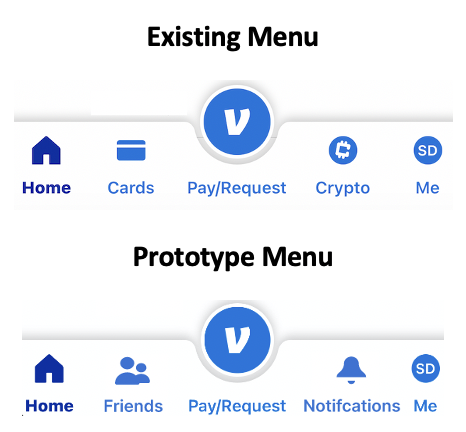 Existing Menu
V
SD
Home Cards Pay/Request Crypto Me
Prototype Menu
V
SD
Home Friends Pay/Request Notifcations Me